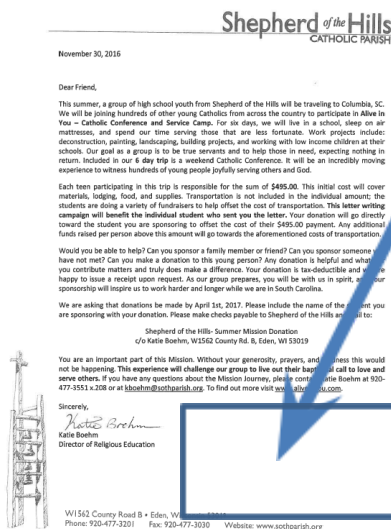 Shepherd of the Hills
CATHOLIC PARISH
November 30, 2016
Dear Friend,
This summer, a group of high school youth from Shepherd of the Hills will be traveling to Columbia, SC.
We will be joining hundreds of other young Catholics from across the country to participate in Alive in
You – Catholic Conference and Service Camp. For six days, we will live in a school, sleep on air
mattresses, and spend our time serving those that are less fortunate. Work projects include:
deconstruction, painting, landscaping, building projects, and working with low income children at their
schools. Our goal as a group is to be true servants and to help those in need, expecting nothing in
return. Included in our 6 day trip is a weekend Catholic Conference. It will be an incredibly moving
experience to witness hundreds of young people joyfully serving others and God.
Each teen participating in this trip is responsible for the sum of $495.00. This initial cost will cover
materials, lodging, food, and supplies. Transportation is not included in the individual amount; the
students are doing a variety of fundraisers to help offset the cost of transportation. This letter writing
campaign will benefit the individual student who sent you the letter. Your donation will go directly
toward the student you are sponsoring to offset the cost of their $495.00 payment. Any additional
funds raised per person above this amount will go towards the aforementioned costs of transportation.
Would you be able to help? Can you sponsor a family member or friend? Can you sponsor someone
have not met? Can you make a donation to this young person? Any donation is helpful and
you contribute matters and truly does make a difference. Your donation is tax-deductible and
happy to issue a receipt upon request. As our group prepares, you will be with us in spirit,
sponsorship will inspire us to work harder and longer while we are in South Carolina.
We are asking that donations be made by April 1st, 2017. Please include the name of the you
are sponsoring with your donation. Please make checks payable to Shepherd of the Hills to:
Shepherd of the Hills- Summer Mission Donation
c/o Katie Boehm, W1562 County Rd. B, Eden, WI 53019
You are an important part of this Mission. Without your generosity, prayers, and this would
not be happening. This experience will challenge our group to live out their call to love and
serve others. If you have any questions about the Mission Journey, please Katie Boehm at 920-
477-3551 x.208 or at kboehm@sothparish.org. To find out more visit
Sincerely,
Katie Boehm
Katie Boehm
Director of Religious Education
W1562 County Road B • Eden,
Phone: 920-477-3201 Fax: 920-477-3030 Website: www.sothparish.org